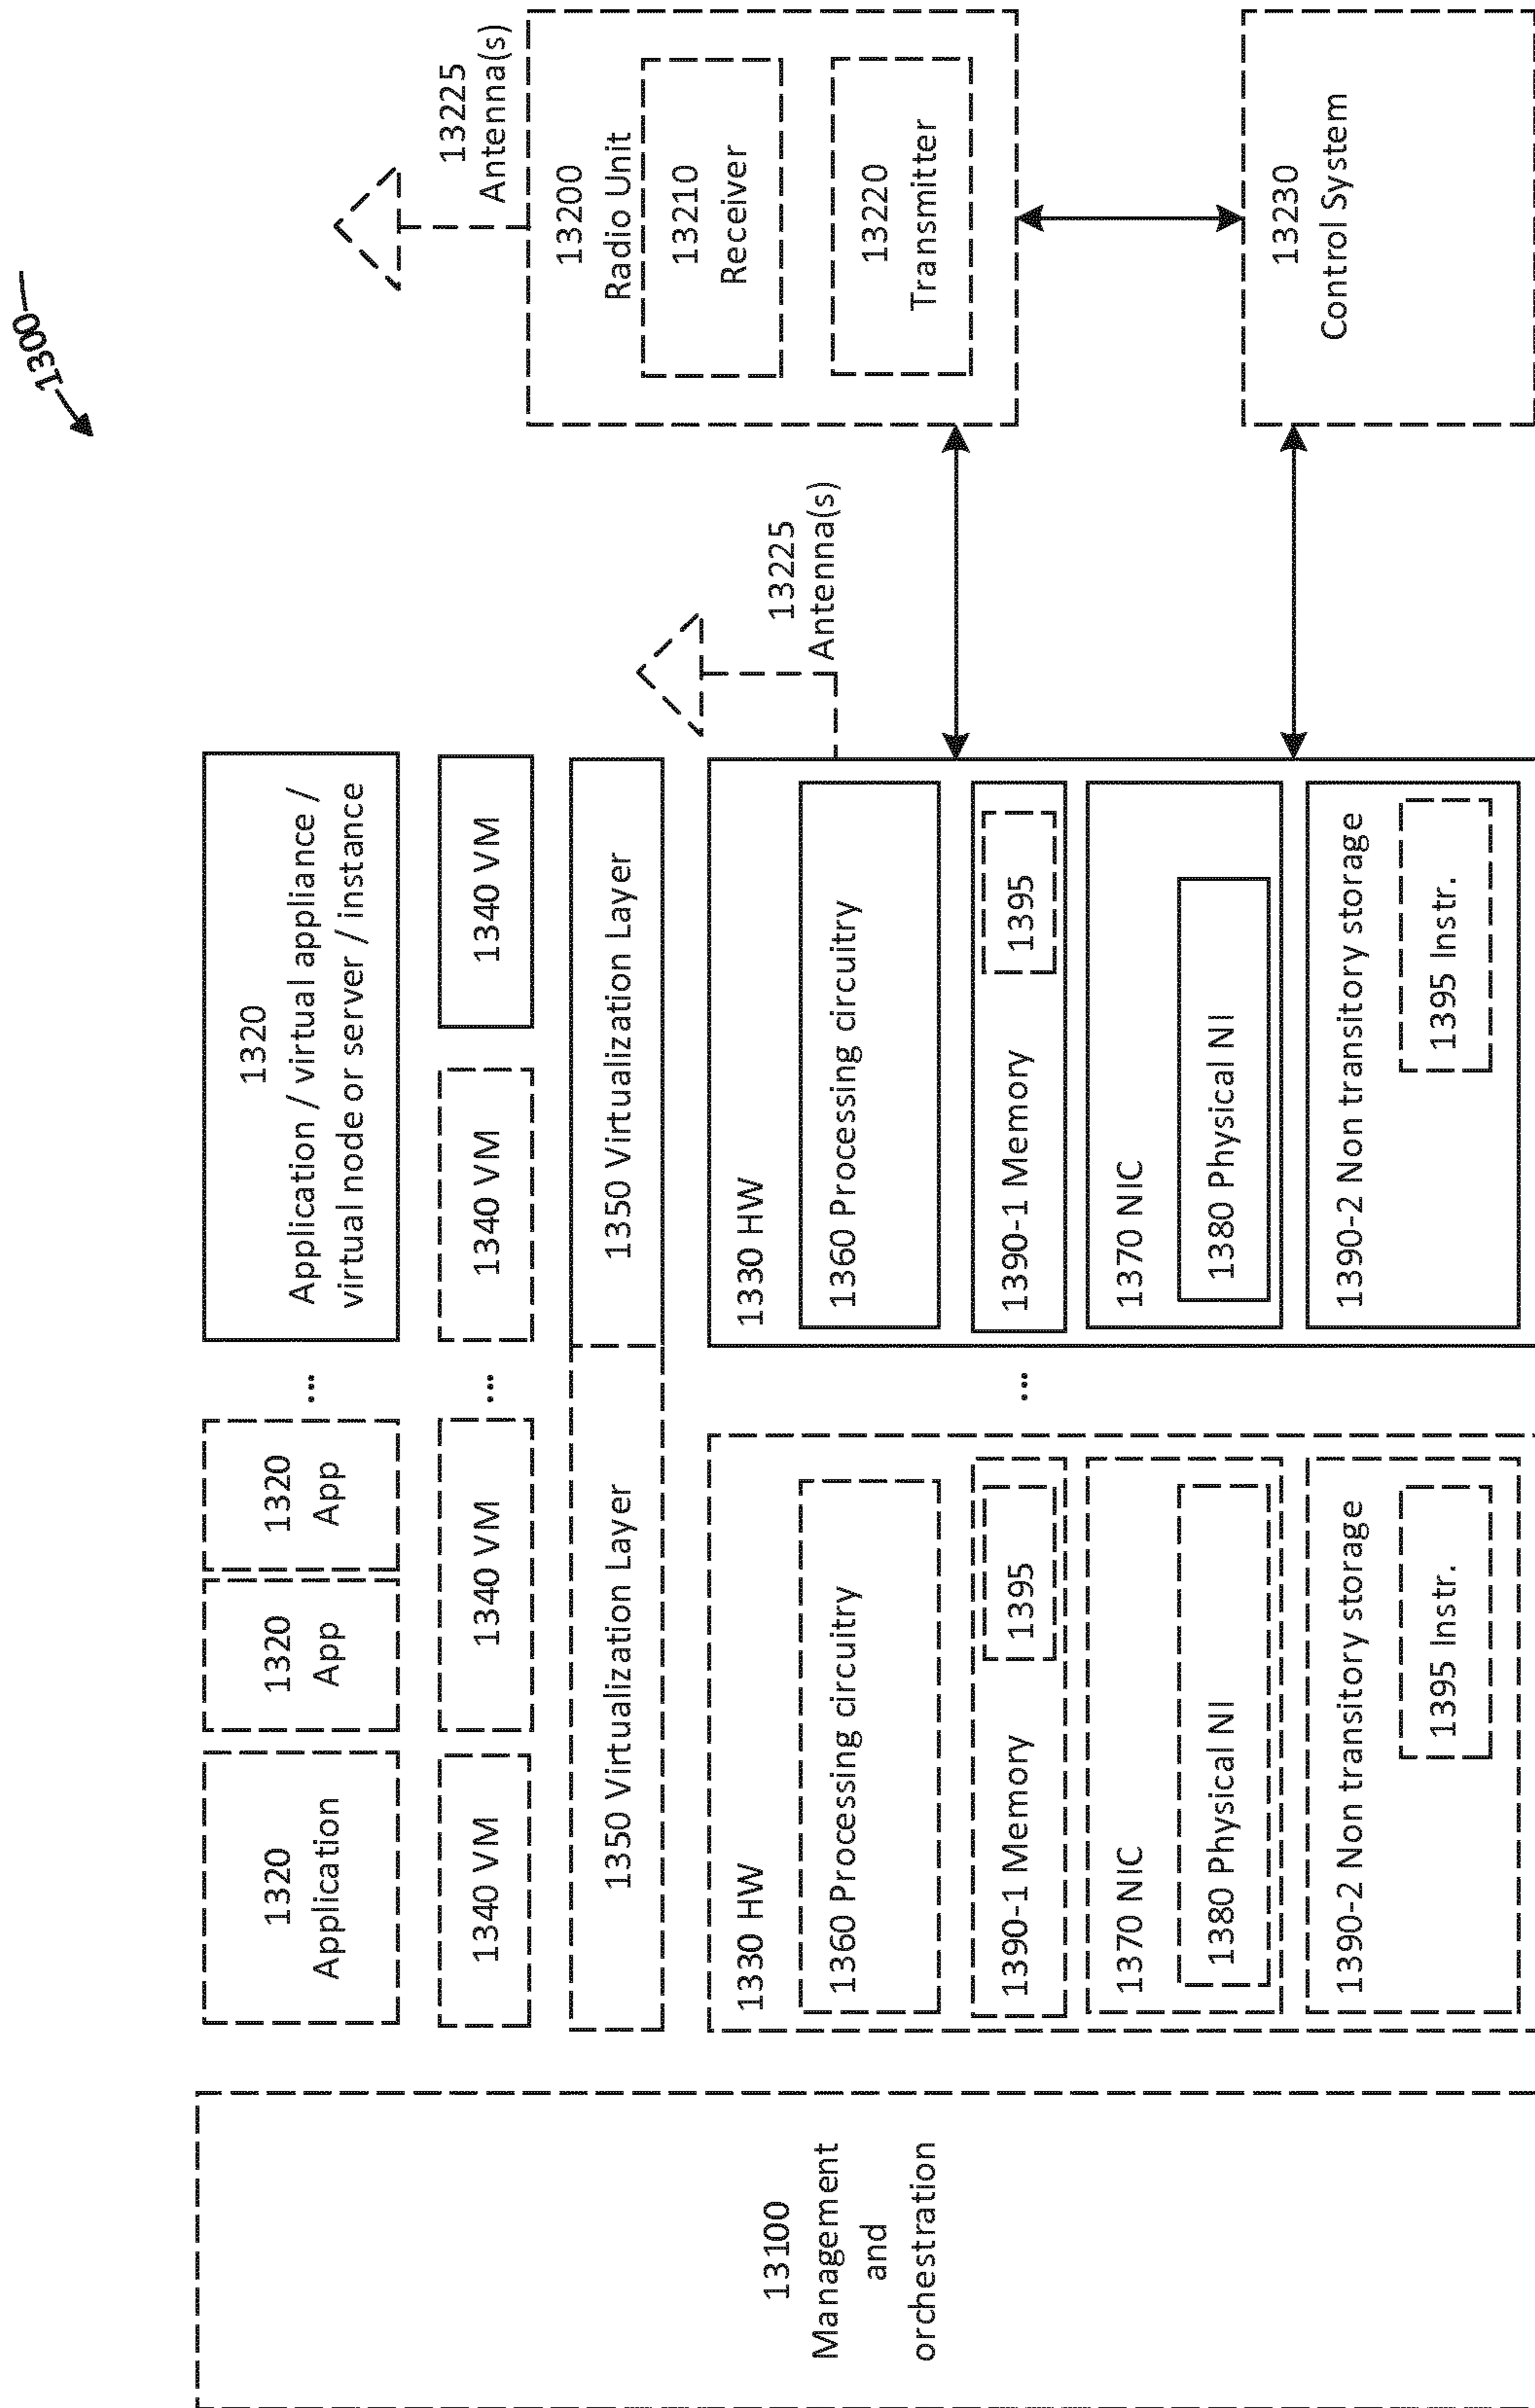 1300
13100
Management
and
orchestration
1320
Application
1320
App
1320
App
...
1320
Application / virtual appliance /
virtual node or server / instance
1340 VM
1340 VM
...
1340 VM
1340 VM
1350 Virtualization Layer
1350 Virtualization Layer
1330 HW
1360 Processing circuitry
1390-1 Memory
1395
1370 NIC
1380 Physical NI
1390-2 Non transitory storage
1395 Instr.
...
1330 HW
1360 Processing circuitry
1390-1 Memory
1395
1370 NIC
1380 Physical NI
1390-2 Non transitory storage
1395 Instr.
13225
Antenna(s)
13225
Antenna(s)
13200
Radio Unit
13210
Receiver
13220
Transmitter
13230
Control System